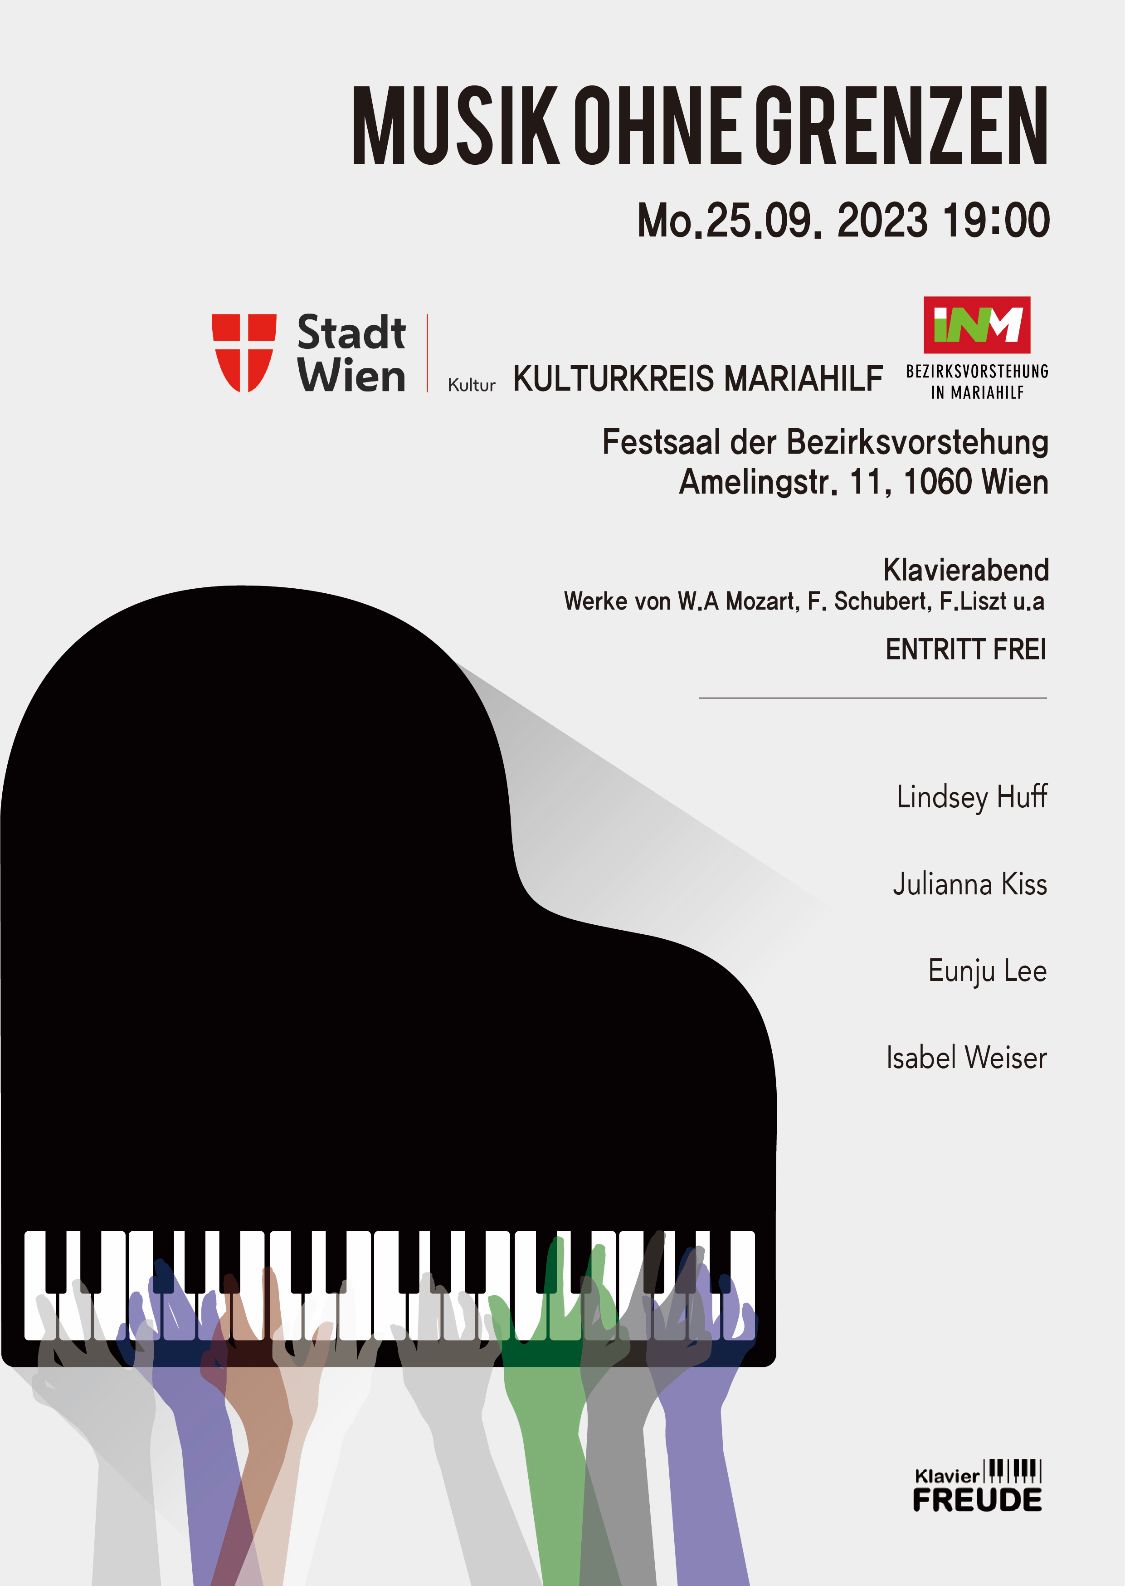 MUSIK OHNE GRENZEN
Mo.25.09. 2023 19:00
Stadt
Wien
Kultur
KULTURKREIS MARIAHILF
iNM
BEZIRKSVORSTEHUNG
IN MARIAHILF
Festsaal der Bezirksvorstehung
Amelingstr. 11, 1060 Wien
Klavierabend
Werke von W.A Mozart, F. Schubert, F.Liszt u.a
ENTRITT FREI
Lindsey Huff
Julianna Kiss
Eunju Lee
Isabel Weiser
Klavier
FREUDE